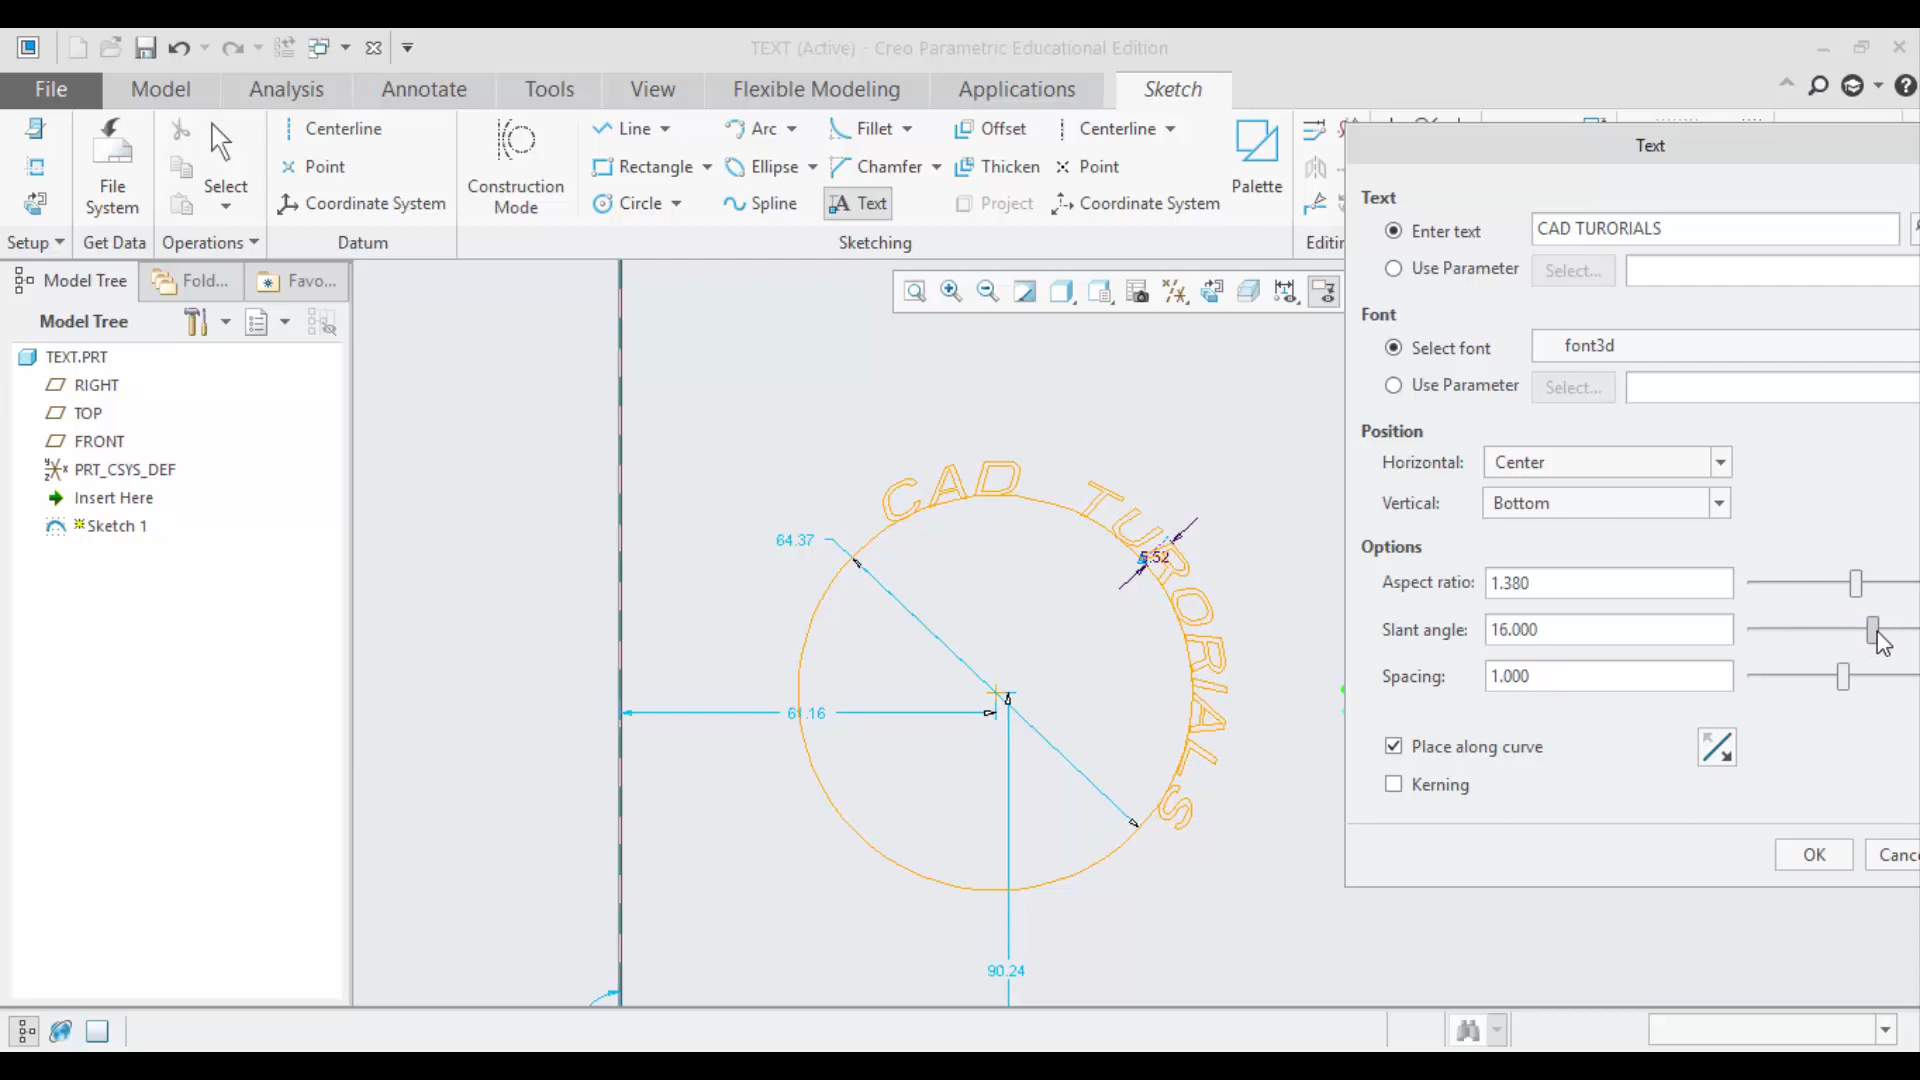 TEXT (Active) - Creo Parametric Educational Edition
File Model Analysis Annotate Tools View Flexible Modeling Applications Sketch
Centerline Line Arc Fillet Offset Centerline
Point Rectangle Ellipse Chamfer Thicken Point
File System Select Construction Mode Palette
Coordinate System Circle Spline Text Project Coordinate System
Setup Get Data Operations Datum Sketching Editin
Model Tree Fold... Favo...
Model Tree
TEXT.PRT
RIGHT
TOP
FRONT
PRT_CSYS_DEF
Insert Here
Sketch 1
CAD TURORIALS
64.37
5.52
61.16
90.24
Text
Text
Enter text CAD TURORIALS
Use Parameter Select...
Font
Select font font3d
Use Parameter Select...
Position
Horizontal: Center
Vertical: Bottom
Options
Aspect ratio: 1.380
Slant angle: 16.000
Spacing: 1.000
Place along curve
Kerning
OK Canc